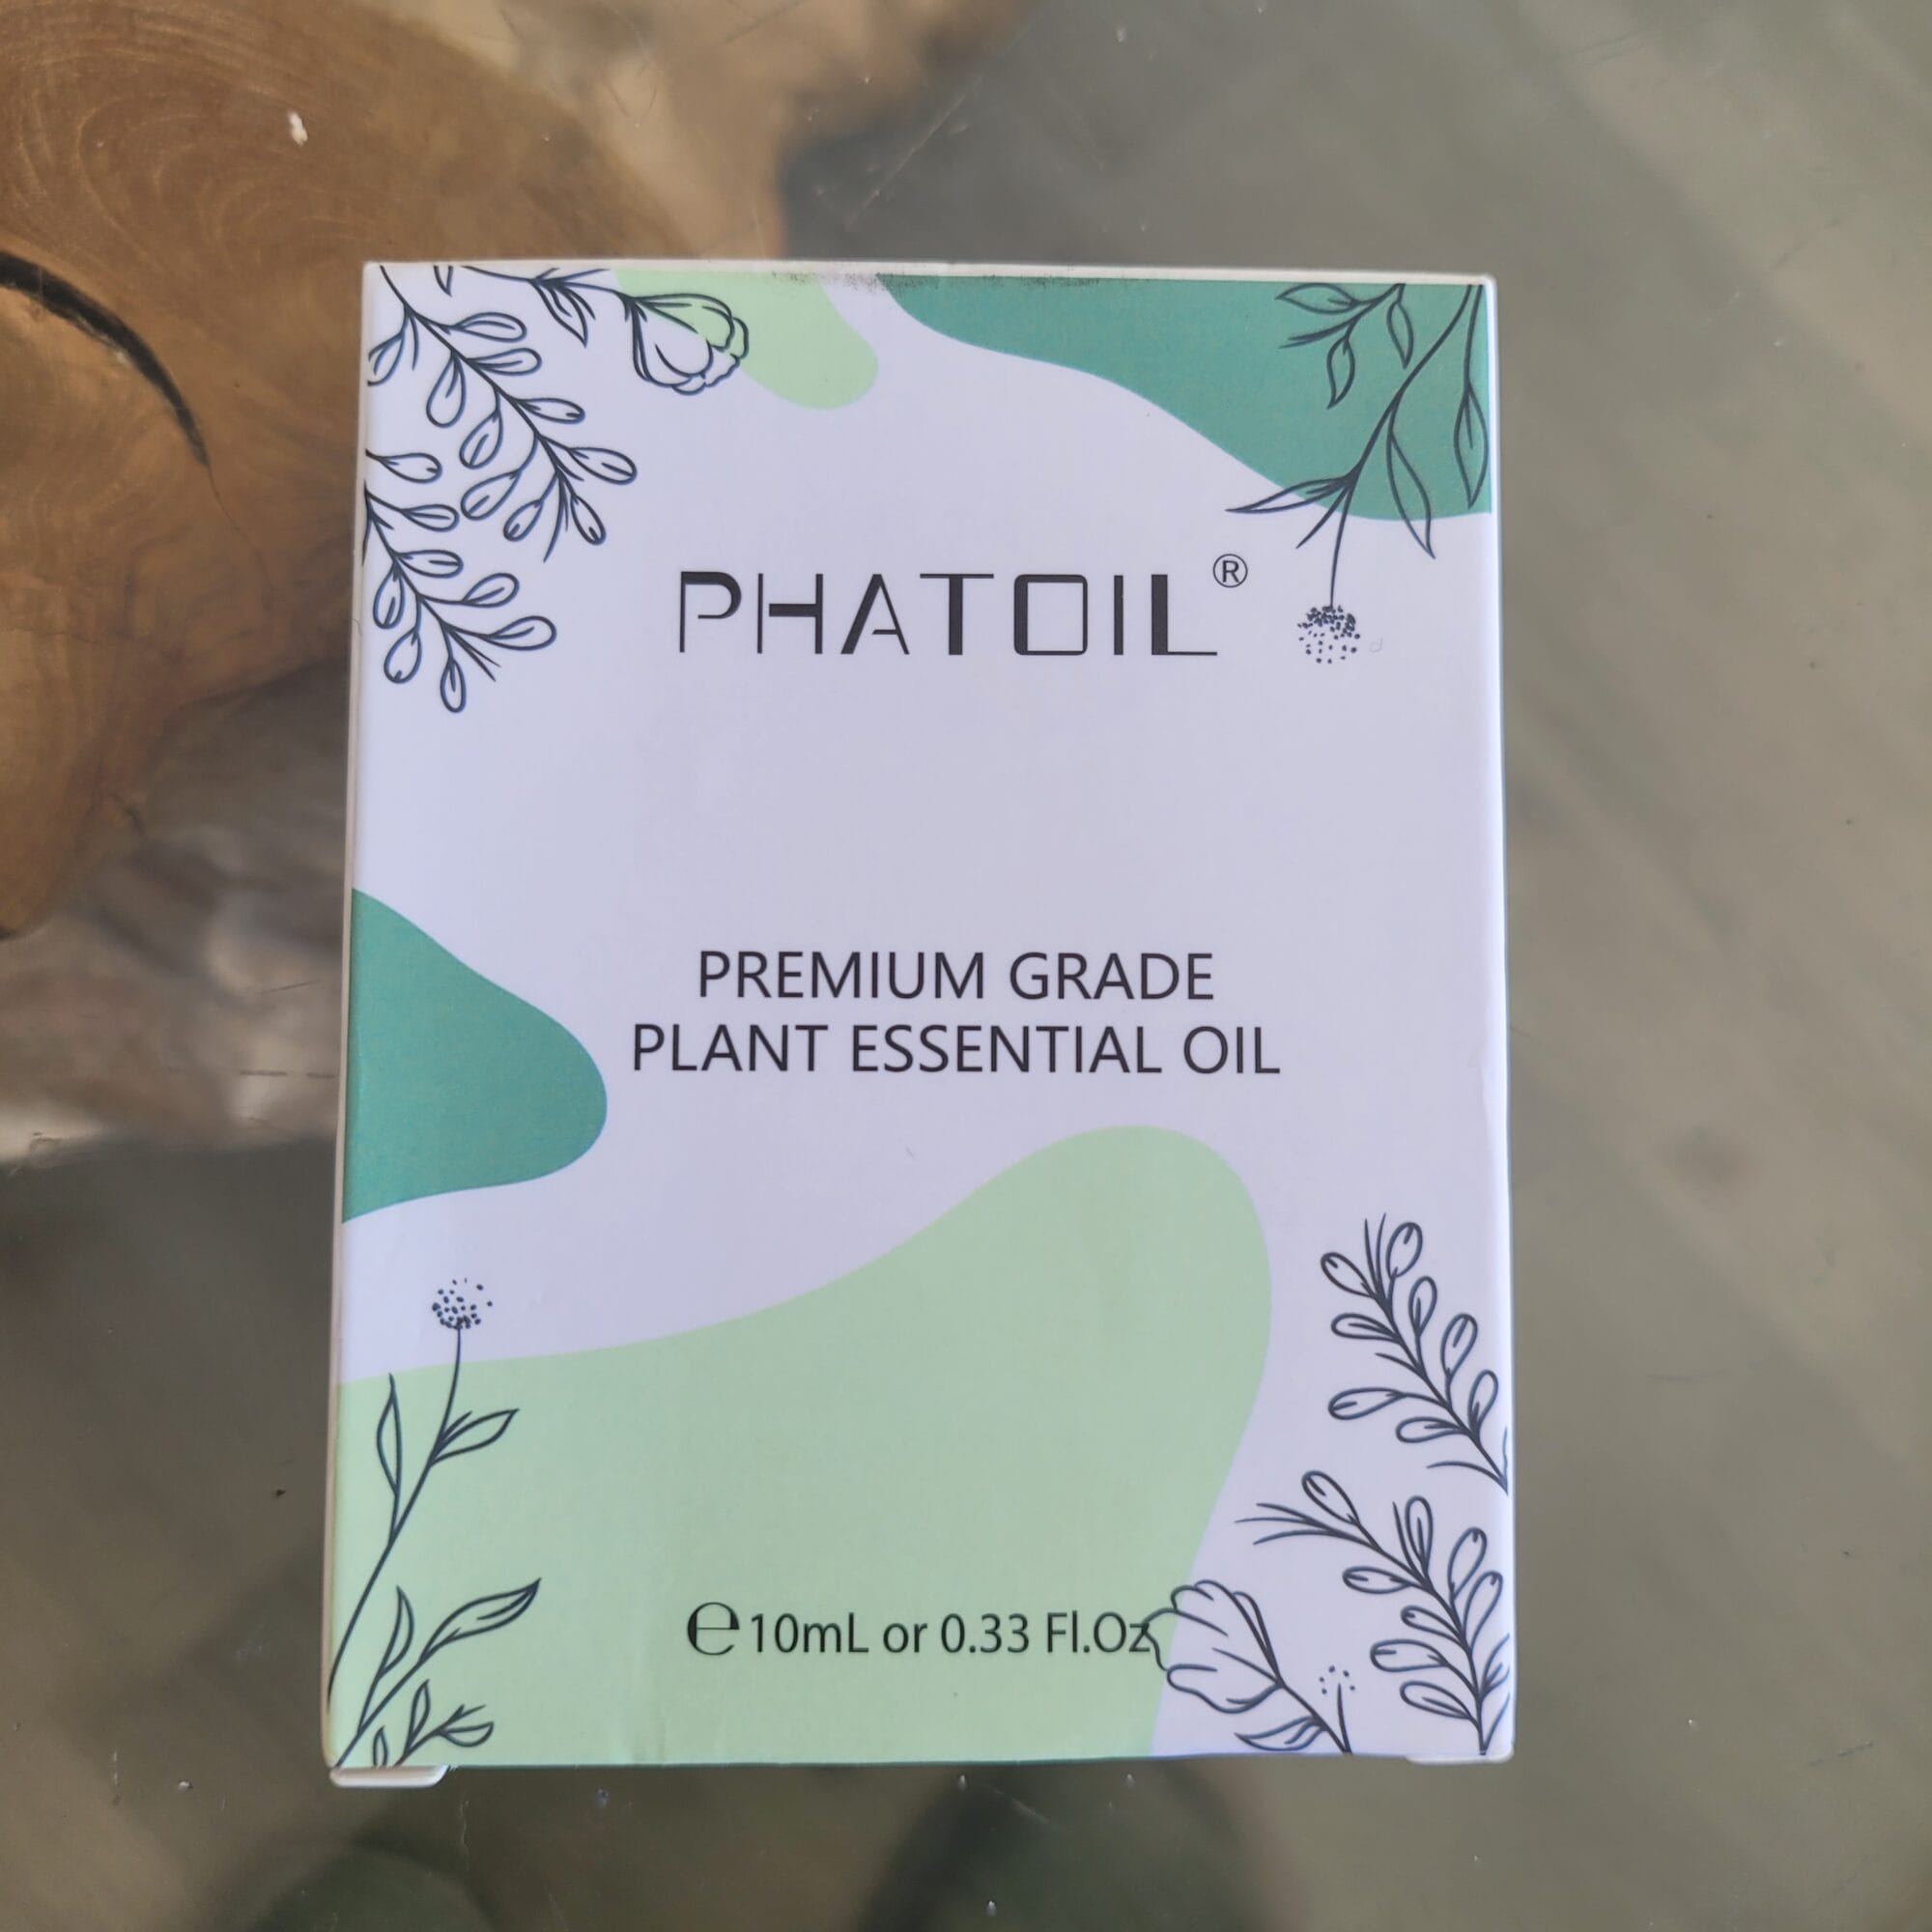 PHATOIL®
PREMIUM GRADE
PLANT ESSENTIAL OIL
℮10mL or 0.33 Fl.Oz